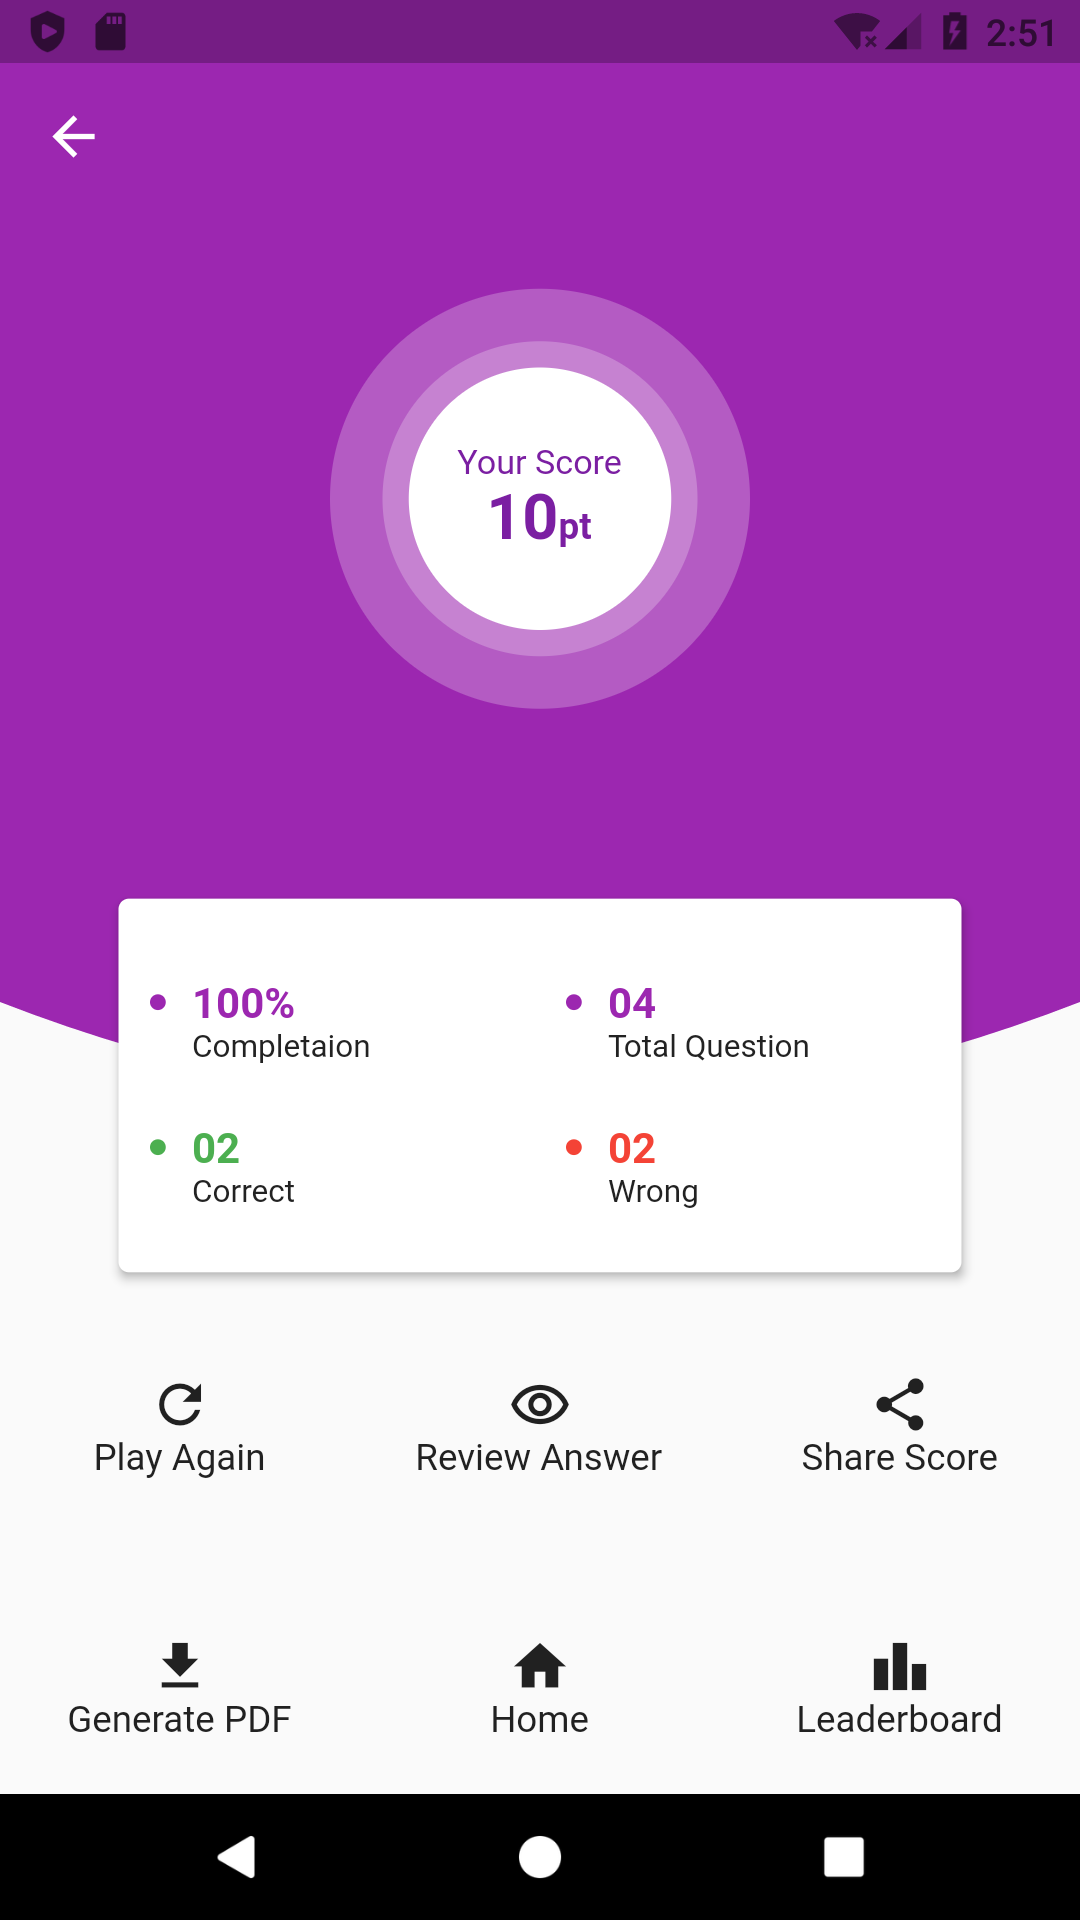 2:51
Your Score
10pt
100%
Completaion
04
Total Question
02
Correct
02
Wrong
Play Again
Review Answer
Share Score
Generate PDF
Home
Leaderboard